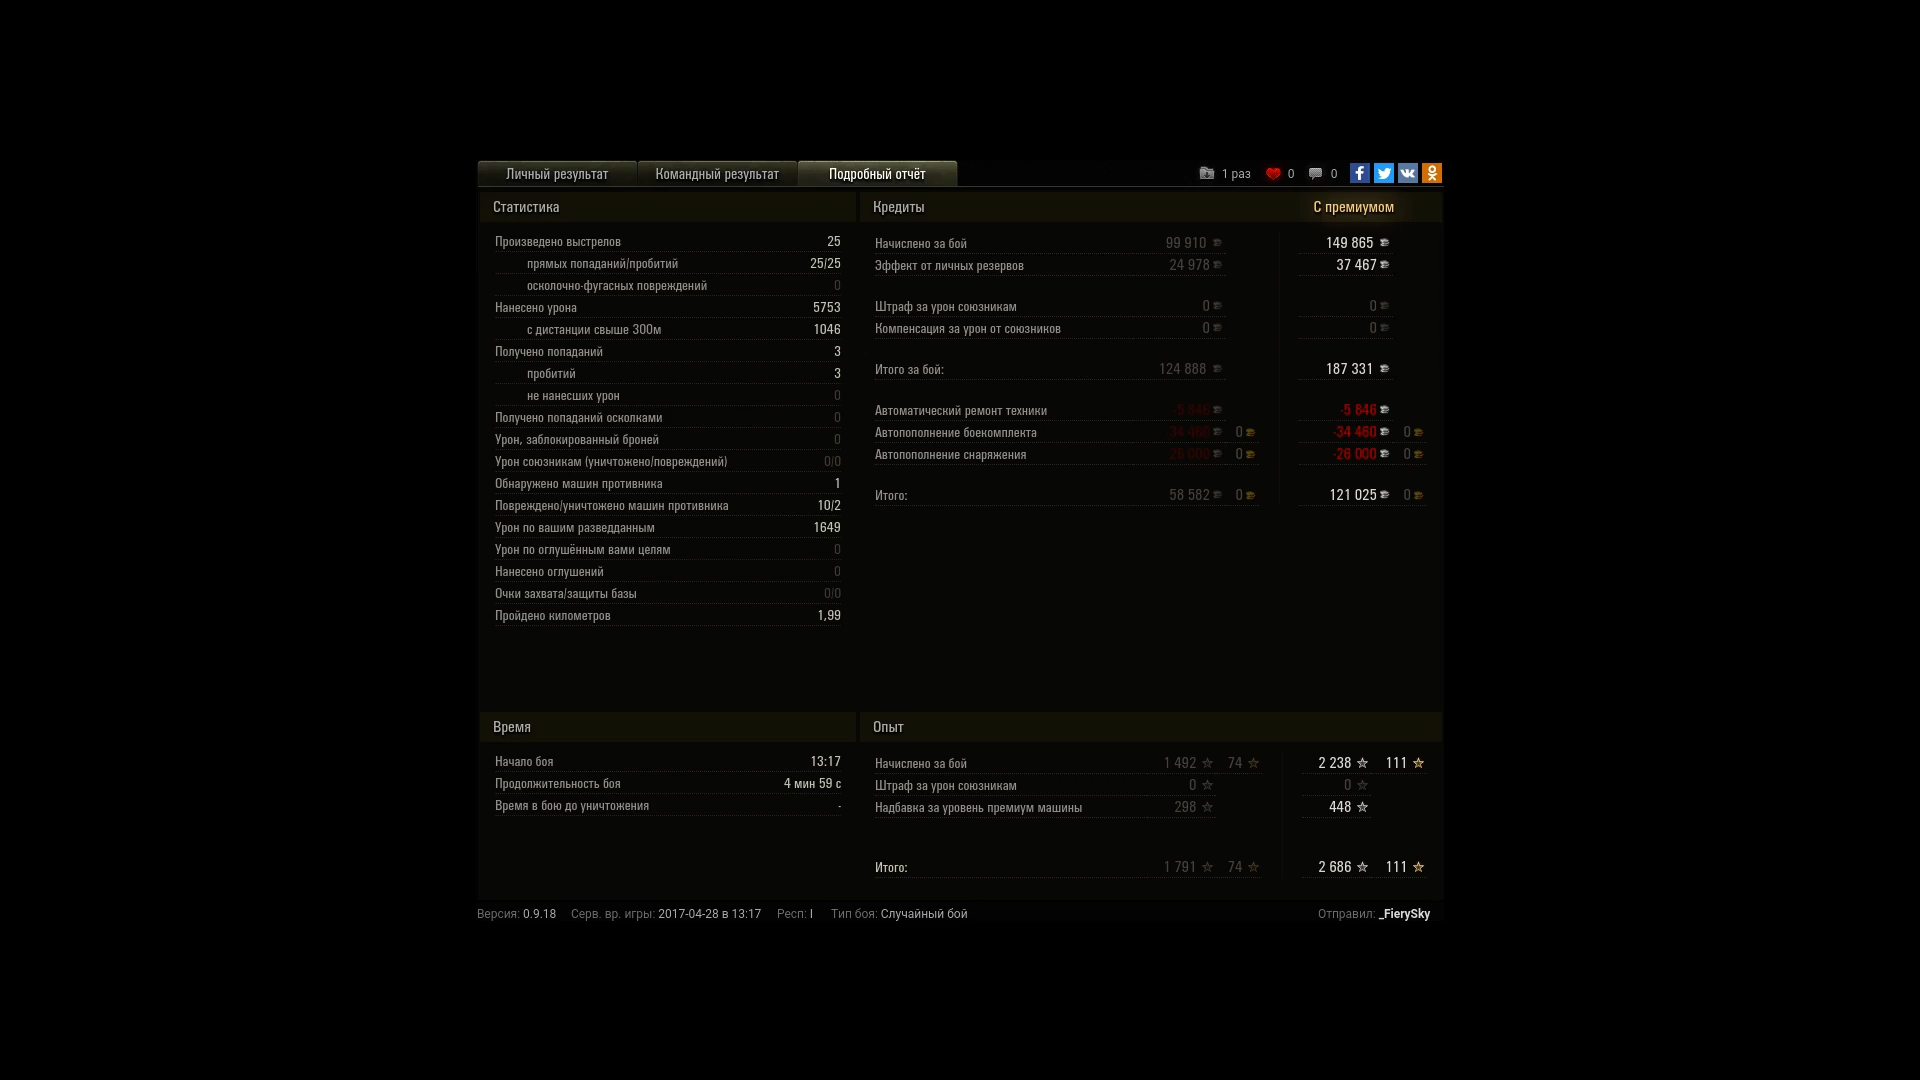 Личный результат Командный результат Подробный отчёт 1 раз 0 0
Статистика
Произведено выстрелов 25
прямых попаданий/пробитий 25/25
осколочно-фугасных повреждений 0
Нанесено урона 5753
с дистанции свыше 300м 1046
Получено попаданий 3
пробитий 3
не нанесших урон 0
Получено попаданий осколками 0
Урон, заблокированный броней 0
Урон союзникам (уничтожено/повреждений) 0/0
Обнаружено машин противника 1
Повреждено/уничтожено машин противника 10/2
Урон по вашим разведданным 1649
Урон по оглушённым вами целям 0
Нанесено оглушений 0
Очки захвата/защиты базы 0/0
Пройдено километров 1,99
Кредиты С премиумом
Начислено за бой 99 910 149 865
Эффект от личных резервов 24 978 37 467
Штраф за урон союзникам 0 0
Компенсация за урон от союзников 0 0
Итого за бой: 124 888 187 331
Автоматический ремонт техники -5 846 -5 846
Автопополнение боекомплекта -34 460 0 -34 460 0
Автопополнение снаряжения -26 000 0 -26 000 0
Итого: 58 582 0 121 025 0
Время
Начало боя 13:17
Продолжительность боя 4 мин 59 с
Время в бою до уничтожения -
Опыт
Начислено за бой 1 492 74 2 238 111
Штраф за урон союзникам 0 0
Надбавка за уровень премиум машины 298 448
Итого: 1 791 74 2 686 111
Версия: 0.9.18 Серв. вр. игры: 2017-04-28 в 13:17 Респ: I Тип боя: Случайный бой Отправил: _FierySky